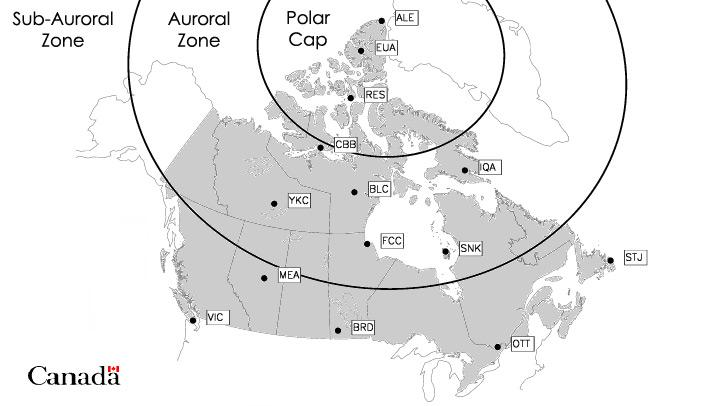 Sub-Auroral
Zone
Auroral
Zone
Polar
Cap
ALE
EUA
RES
CBB
IQA
BLC
YKC
FCC
SNK
STJ
MEA
VIC
BRD
OTT
Canada